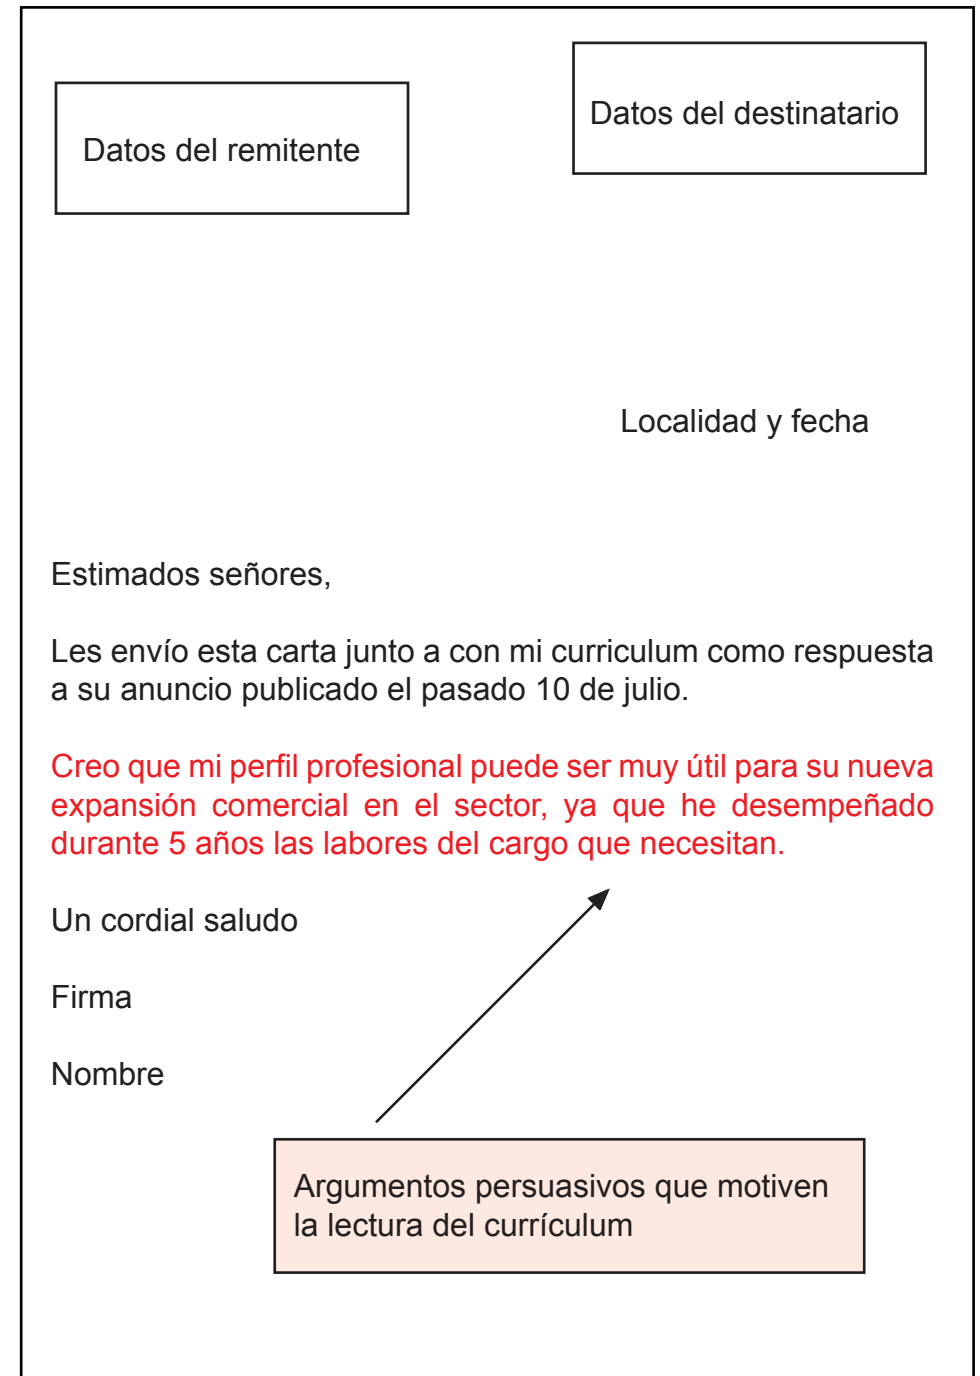 Datos del remitente
Datos del destinatario
Localidad y fecha
Estimados señores,
Les envío esta carta junto a con mi curriculum como respuesta
a su anuncio publicado el pasado 10 de julio.
Creo que mi perfil profesional puede ser muy útil para su nueva
expansión comercial en el sector, ya que he desempeñado
durante 5 años las labores del cargo que necesitan.
Un cordial saludo
Firma
Nombre
Argumentos persuasivos que motiven
la lectura del currículum